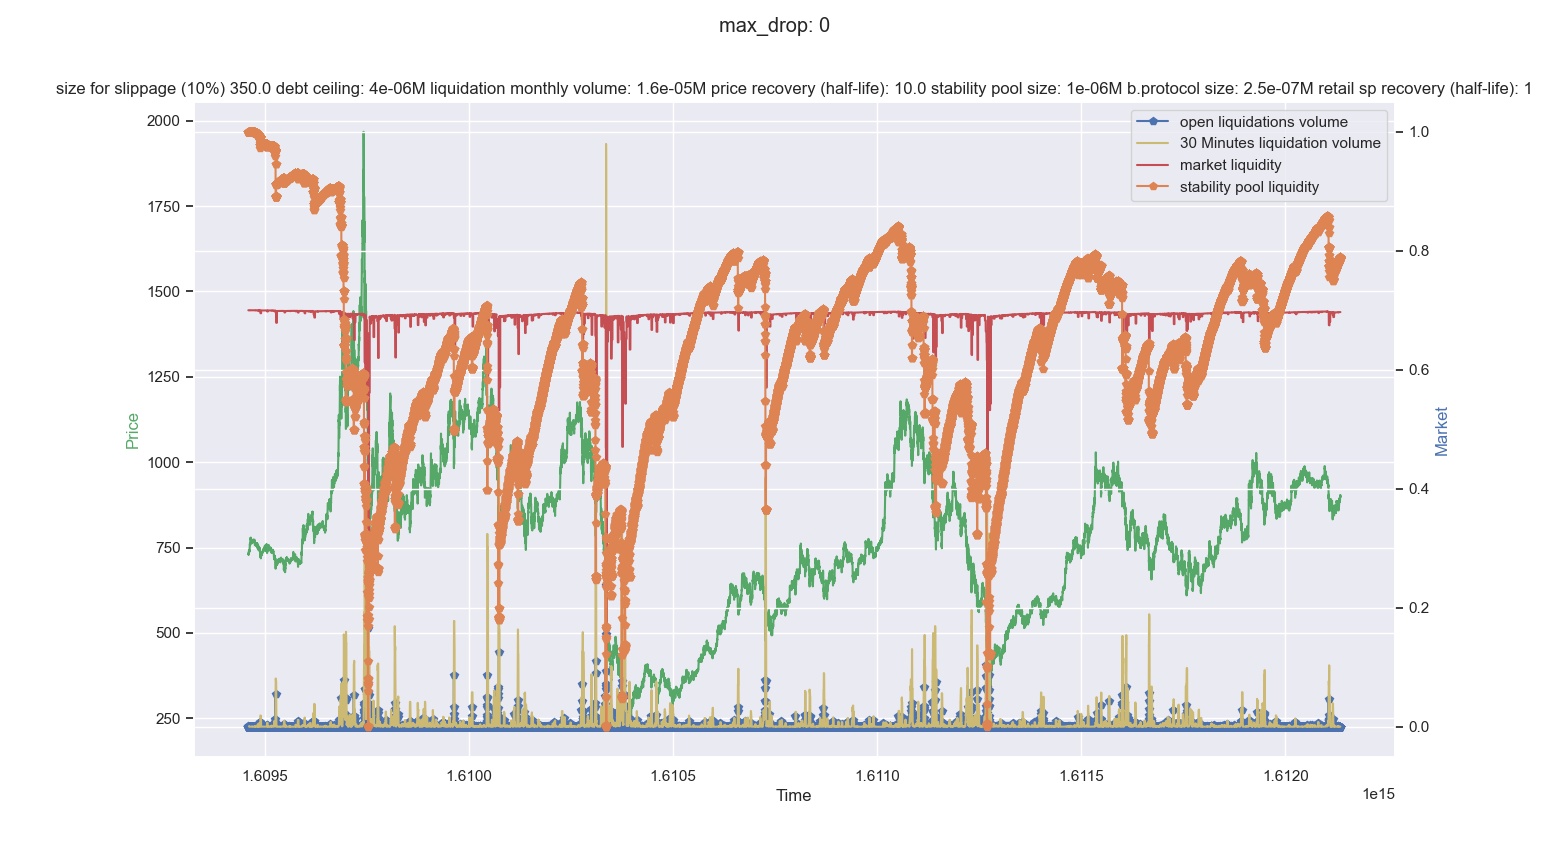 max_drop: 0
size for slippage (10%) 350.0 debt ceiling: 4e-06M liquidation monthly volume: 1.6e-05M price recovery (half-life): 10.0 stability pool size: 1e-06M b.protocol size: 2.5e-07M retail sp recovery (half-life): 1
open liquidations volume
30 Minutes liquidation volume
market liquidity
stability pool liquidity
2000
1750
1500
1250
1000
750
500
250
Price
1.0
0.8
0.6
0.4
0.2
0.0
Market
1.6095 1.6100 1.6105 1.6110 1.6115 1.6120
Time
1e15